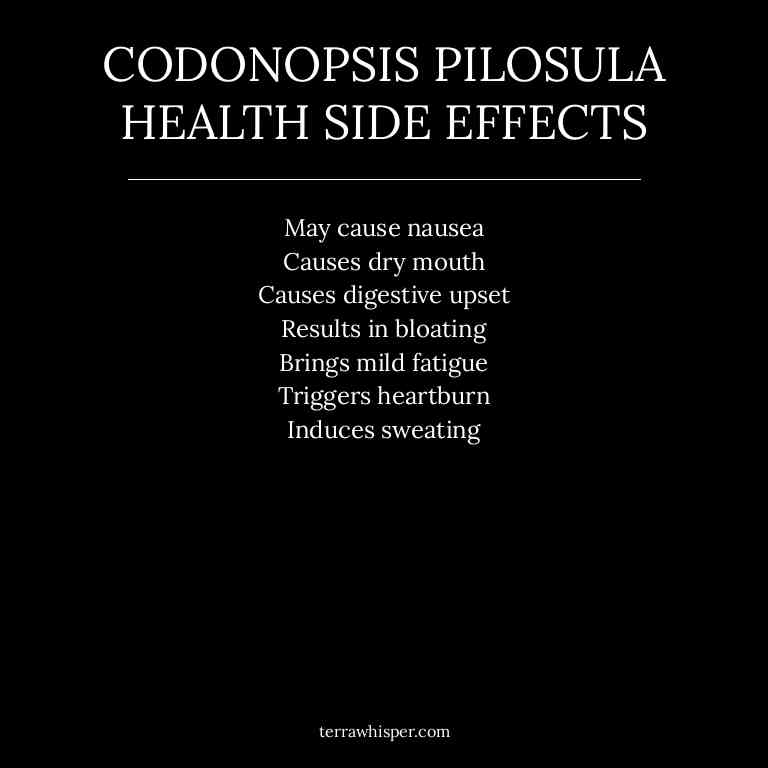 CODONOPSIS PILOSULA
HEALTH SIDE EFFECTS
May cause nausea
Causes dry mouth
Causes digestive upset
Results in bloating
Brings mild fatigue
Triggers heartburn
Induces sweating
terrawhisper.com